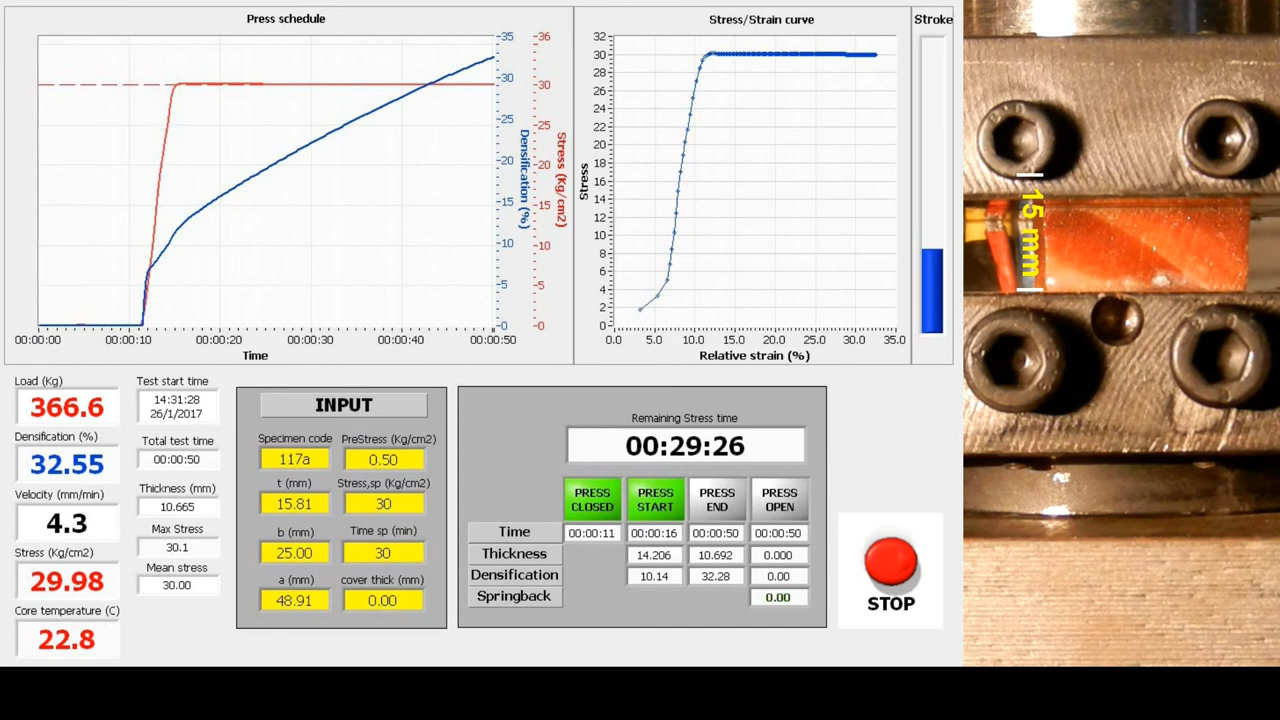 Press schedule
35
30
25
20
15
10
5
0
Densification (%)
36
30
25
20
15
10
5
0
Stress (Kg/cm2)
00:00:00
00:00:10
00:00:20
00:00:30
00:00:40
00:00:50
Time
Stress/Strain curve
32
30
28
26
24
22
20
18
16
14
12
10
8
6
4
2
0
Stress
0.0
5.0
10.0
15.0
20.0
25.0
30.0
35.0
Relative strain (%)
Stroke
15 mm
Load (Kg)
366.6
Densification (%)
32.55
Velocity (mm/min)
4.3
Stress (Kg/cm2)
29.98
Core temperature (C)
22.8
Test start time
14:31:28
26/1/2017
Total test time
00:00:50
Thickness (mm)
10.665
Max Stress
30.1
Mean stress
30.00
INPUT
Specimen code
117a
PreStress (Kg/cm2)
0.50
t (mm)
15.81
Stress,sp (Kg/cm2)
30
b (mm)
25.00
Time sp (min)
30
a (mm)
48.91
cover thick (mm)
0.00
Remaining Stress time
00:29:26
PRESS CLOSED
PRESS START
PRESS END
PRESS OPEN
Time 00:00:11 00:00:16 00:00:50 00:00:50
Thickness 14.206 10.692 0.000
Densification 10.14 32.28 0.00
Springback 0.00
STOP